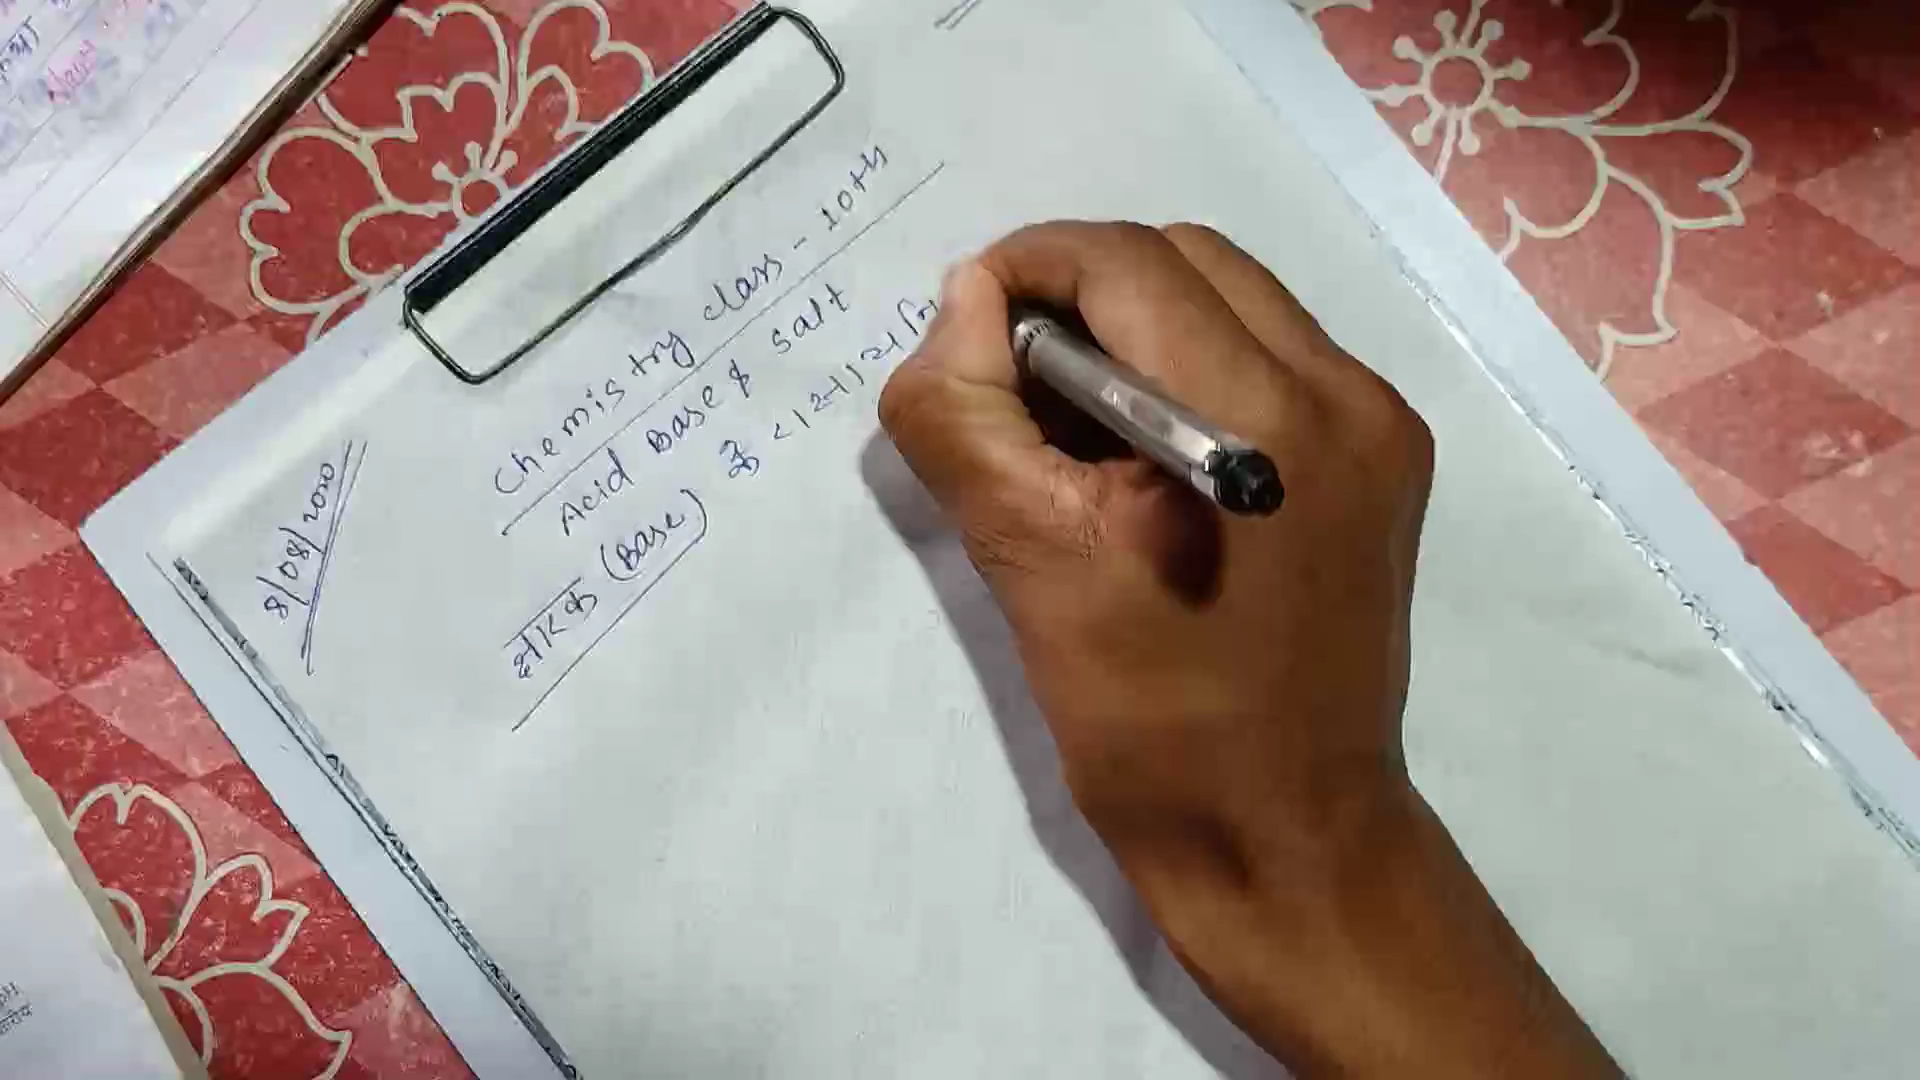 8/08/2020
Chemistry class - 10th
Acid Base & salt
क्षारक (Base) के रासायनि